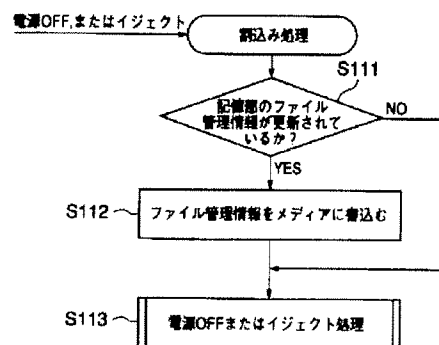 電源OFF,またはイジェクト
割込み処理
S111
記憶部のファイル
管理情報が更新されて
いるか?
NO
YES
S112
ファイル管理情報をメディアに書込む
S113
電源OFFまたはイジェクト処理